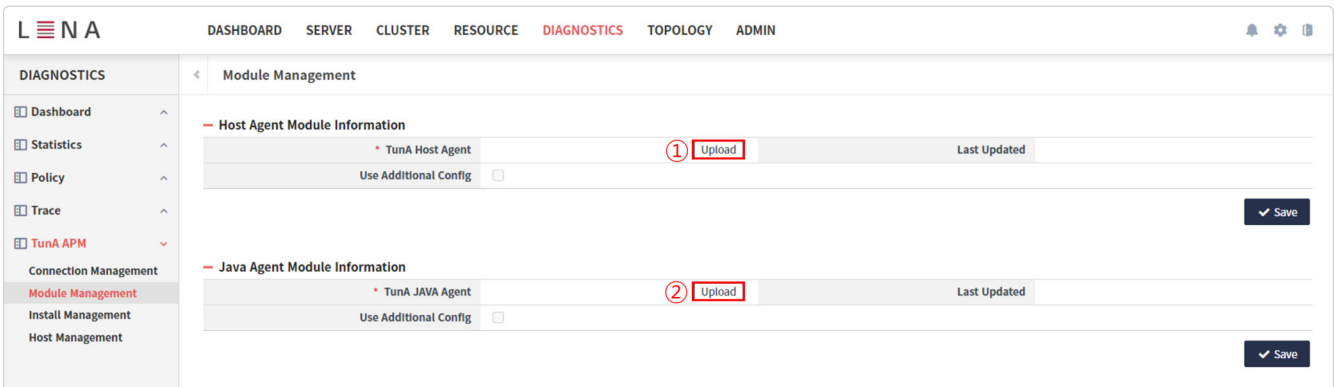 LENA DASHBOARD SERVER CLUSTER RESOURCE DIAGNOSTICS TOPOLOGY ADMIN
DIAGNOSTICS
Dashboard
Statistics
Policy
Trace
TunA APM
Connection Management
Module Management
Install Management
Host Management
< Module Management
Host Agent Module Information
* TunA Host Agent ① Upload Last Updated
Use Additional Config
Save
Java Agent Module Information
* TunA JAVA Agent ② Upload Last Updated
Use Additional Config
Save